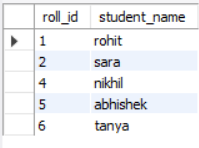 roll_id student_name
1 rohit
2 sara
4 nikhil
5 abhishek
6 tanya